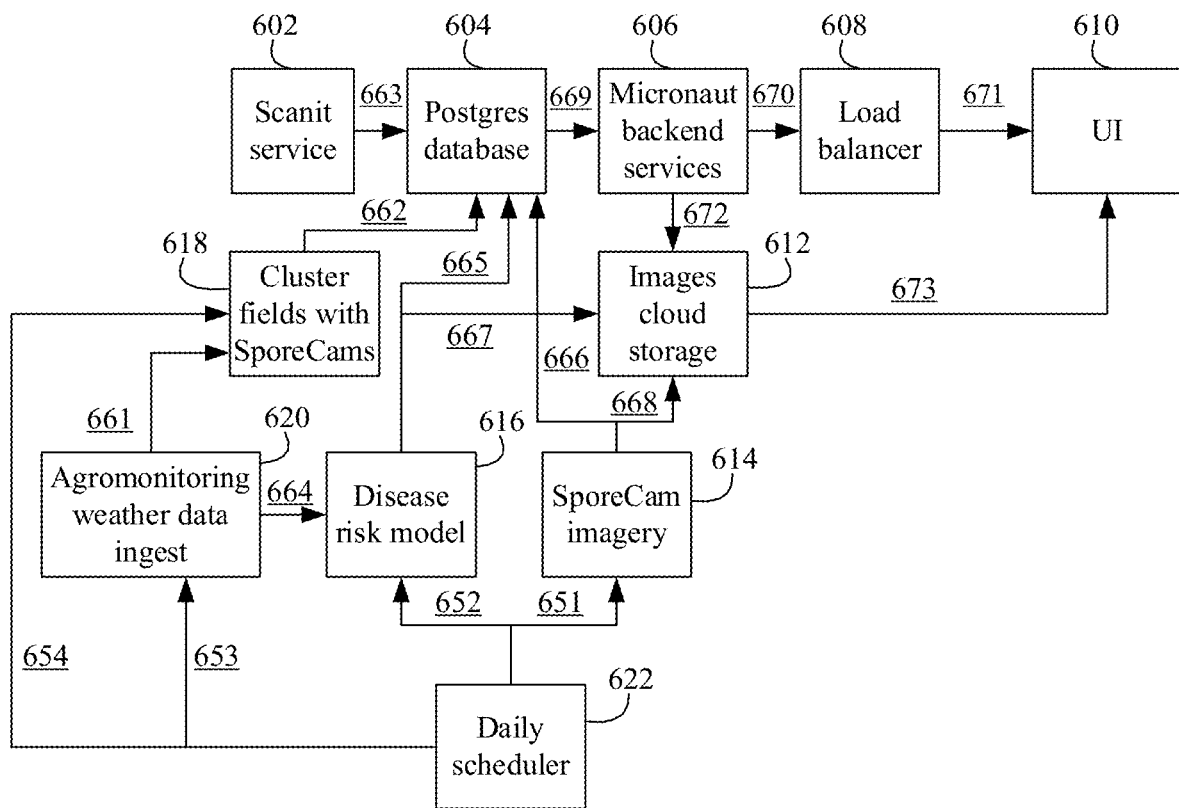 602
604
606
608
610
Scanit
service
663
Postgres
database
669
Micronaut
backend
services
670
Load
balancer
671
UI
662
672
618
Cluster
fields with
SporeCams
665
667
666
Images
cloud
storage
612
673
661
620
668
616
614
Agromonitoring
weather data
ingest
664
Disease
risk model
SporeCam
imagery
652
651
654
653
622
Daily
scheduler